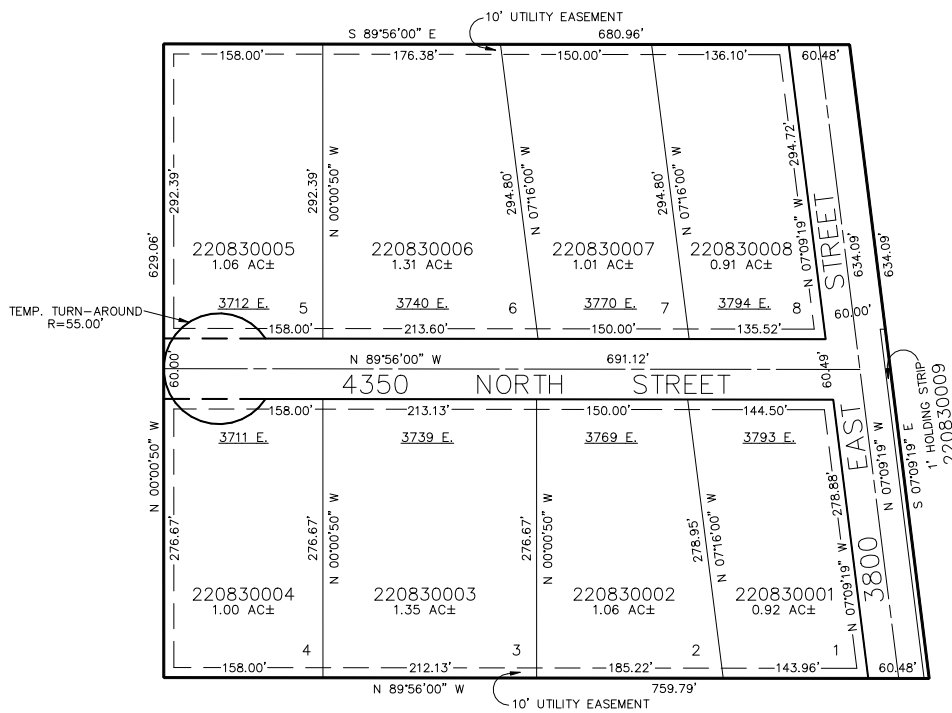 10' UTILITY EASEMENT
S 89°56'00" E
680.96'
158.00'
176.38'
150.00'
136.10'
60.48'
292.39'
292.39'
N 00°00'50" W
294.80'
N 07°16'00" W
294.80'
N 07°16'00" W
294.72'
N 07°09'19" W
STREET
634.09'
634.09'
629.06'
220830005
1.06 AC±
220830006
1.31 AC±
220830007
1.01 AC±
220830008
0.91 AC±
TEMP. TURN-AROUND
R=55.00'
3712 E.
5
3740 E.
6
3770 E.
7
3794 E.
8
60.00'
158.00'
213.60'
150.00'
135.52'
60.00'
N 89°56'00" W
691.12'
60.49'
4350 NORTH STREET
1' HOLDING STRIP
220830009
158.00'
213.13'
150.00'
144.50'
3711 E.
3739 E.
3769 E.
3793 E.
EAST
N 07°09'19" W
S 07°09'19" E
N 00°00'50" W
276.67'
276.67'
N 00°00'50" W
276.67'
N 00°00'50" W
278.95'
N 07°16'00" W
278.88'
N 07°09'19" W
3800
220830004
1.00 AC±
220830003
1.35 AC±
220830002
1.06 AC±
220830001
0.92 AC±
4
3
2
1
158.00'
212.13'
185.22'
143.96'
60.48'
N 89°56'00" W
759.79'
10' UTILITY EASEMENT